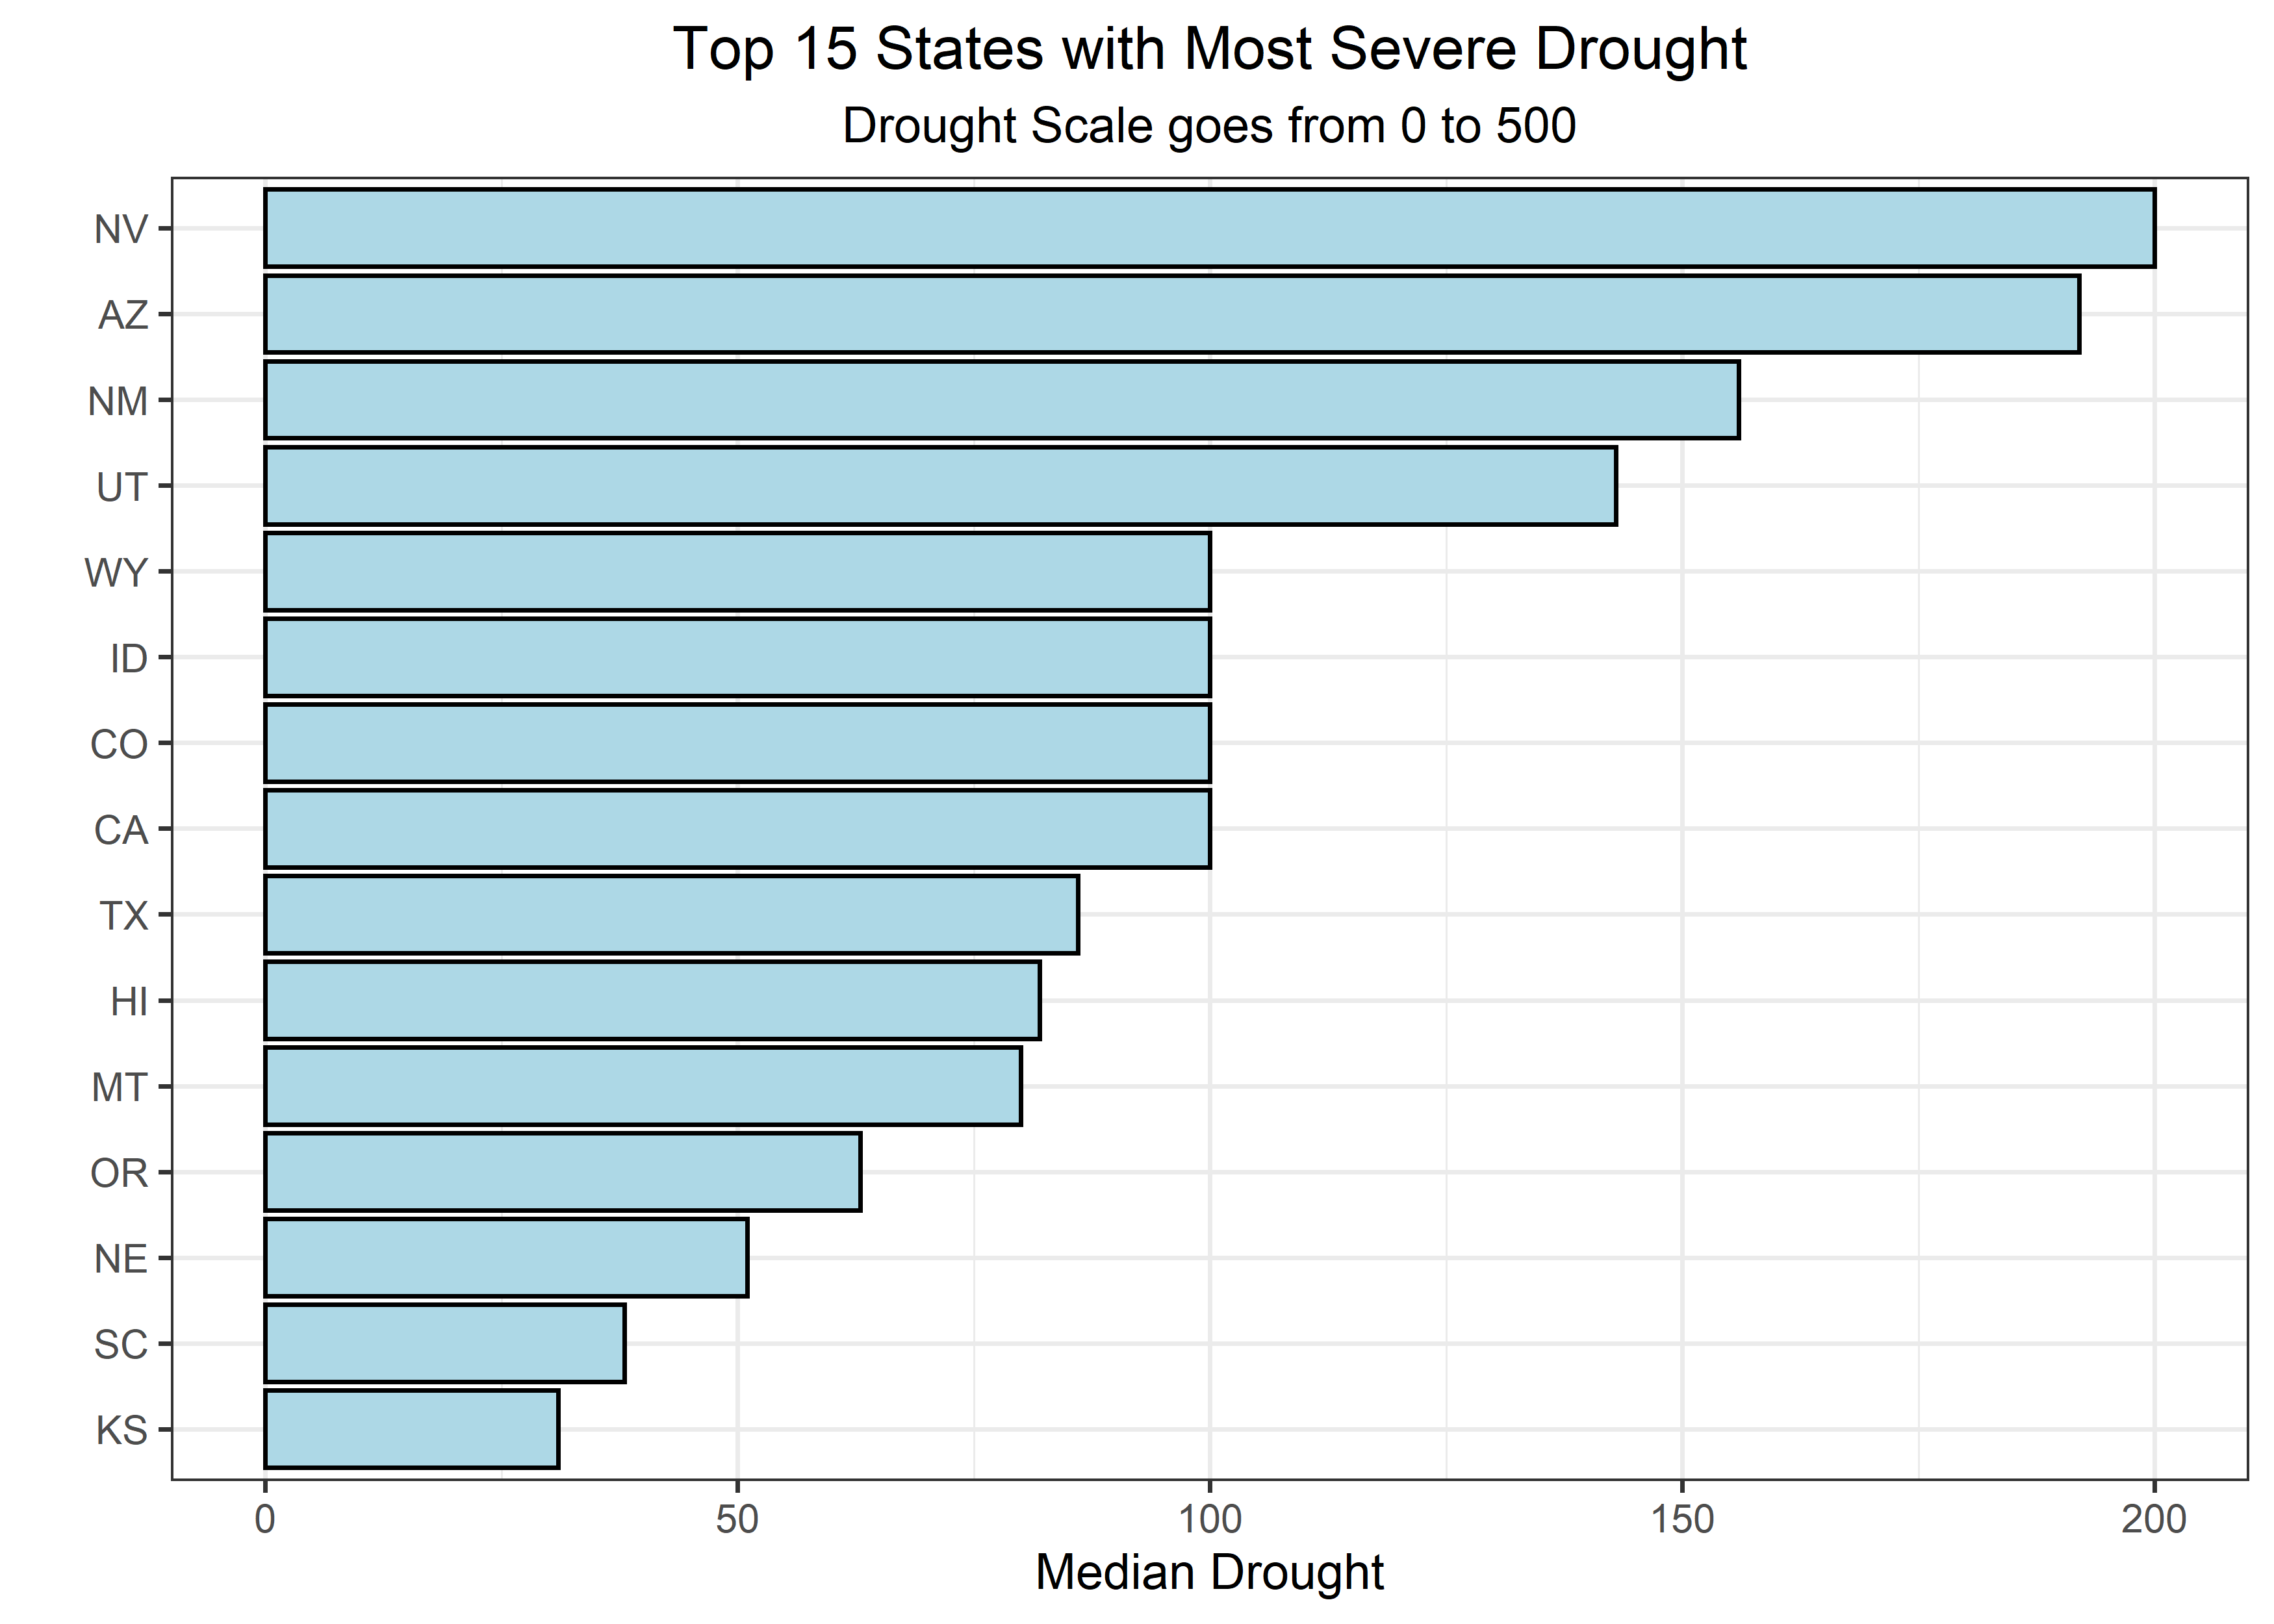 Top 15 States with Most Severe Drought
Drought Scale goes from 0 to 500
NV
AZ
NM
UT
WY
ID
CO
CA
TX
HI
MT
OR
NE
SC
KS
0 50 100 150 200
Median Drought